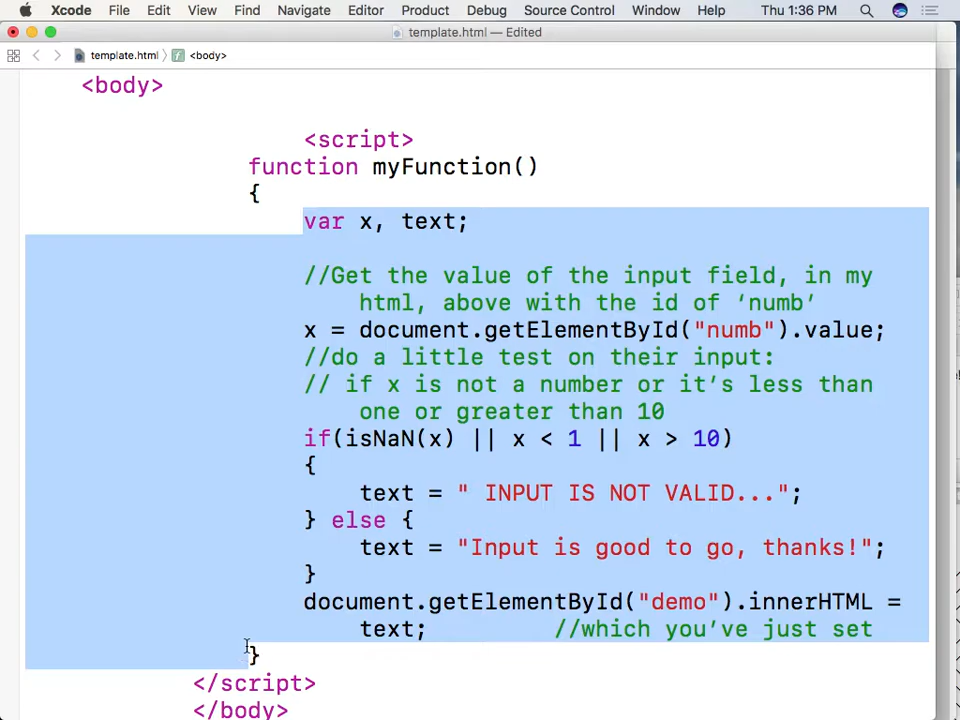 Xcode File Edit View Find Navigate Editor Product Debug Source Control Window Help Thu 1:36 PM
template.html — Edited
template.html <body>
<body>
<script>
function myFunction()
{
var x, text;
//Get the value of the input field, in my
html, above with the id of ‘numb’
x = document.getElementById("numb").value;
//do a little test on their input:
// if x is not a number or it’s less than
one or greater than 10
if(isNaN(x) || x < 1 || x > 10)
{
text = " INPUT IS NOT VALID...";
} else {
text = "Input is good to go, thanks!";
}
document.getElementById("demo").innerHTML =
text; //which you’ve just set
}
</script>
</body>